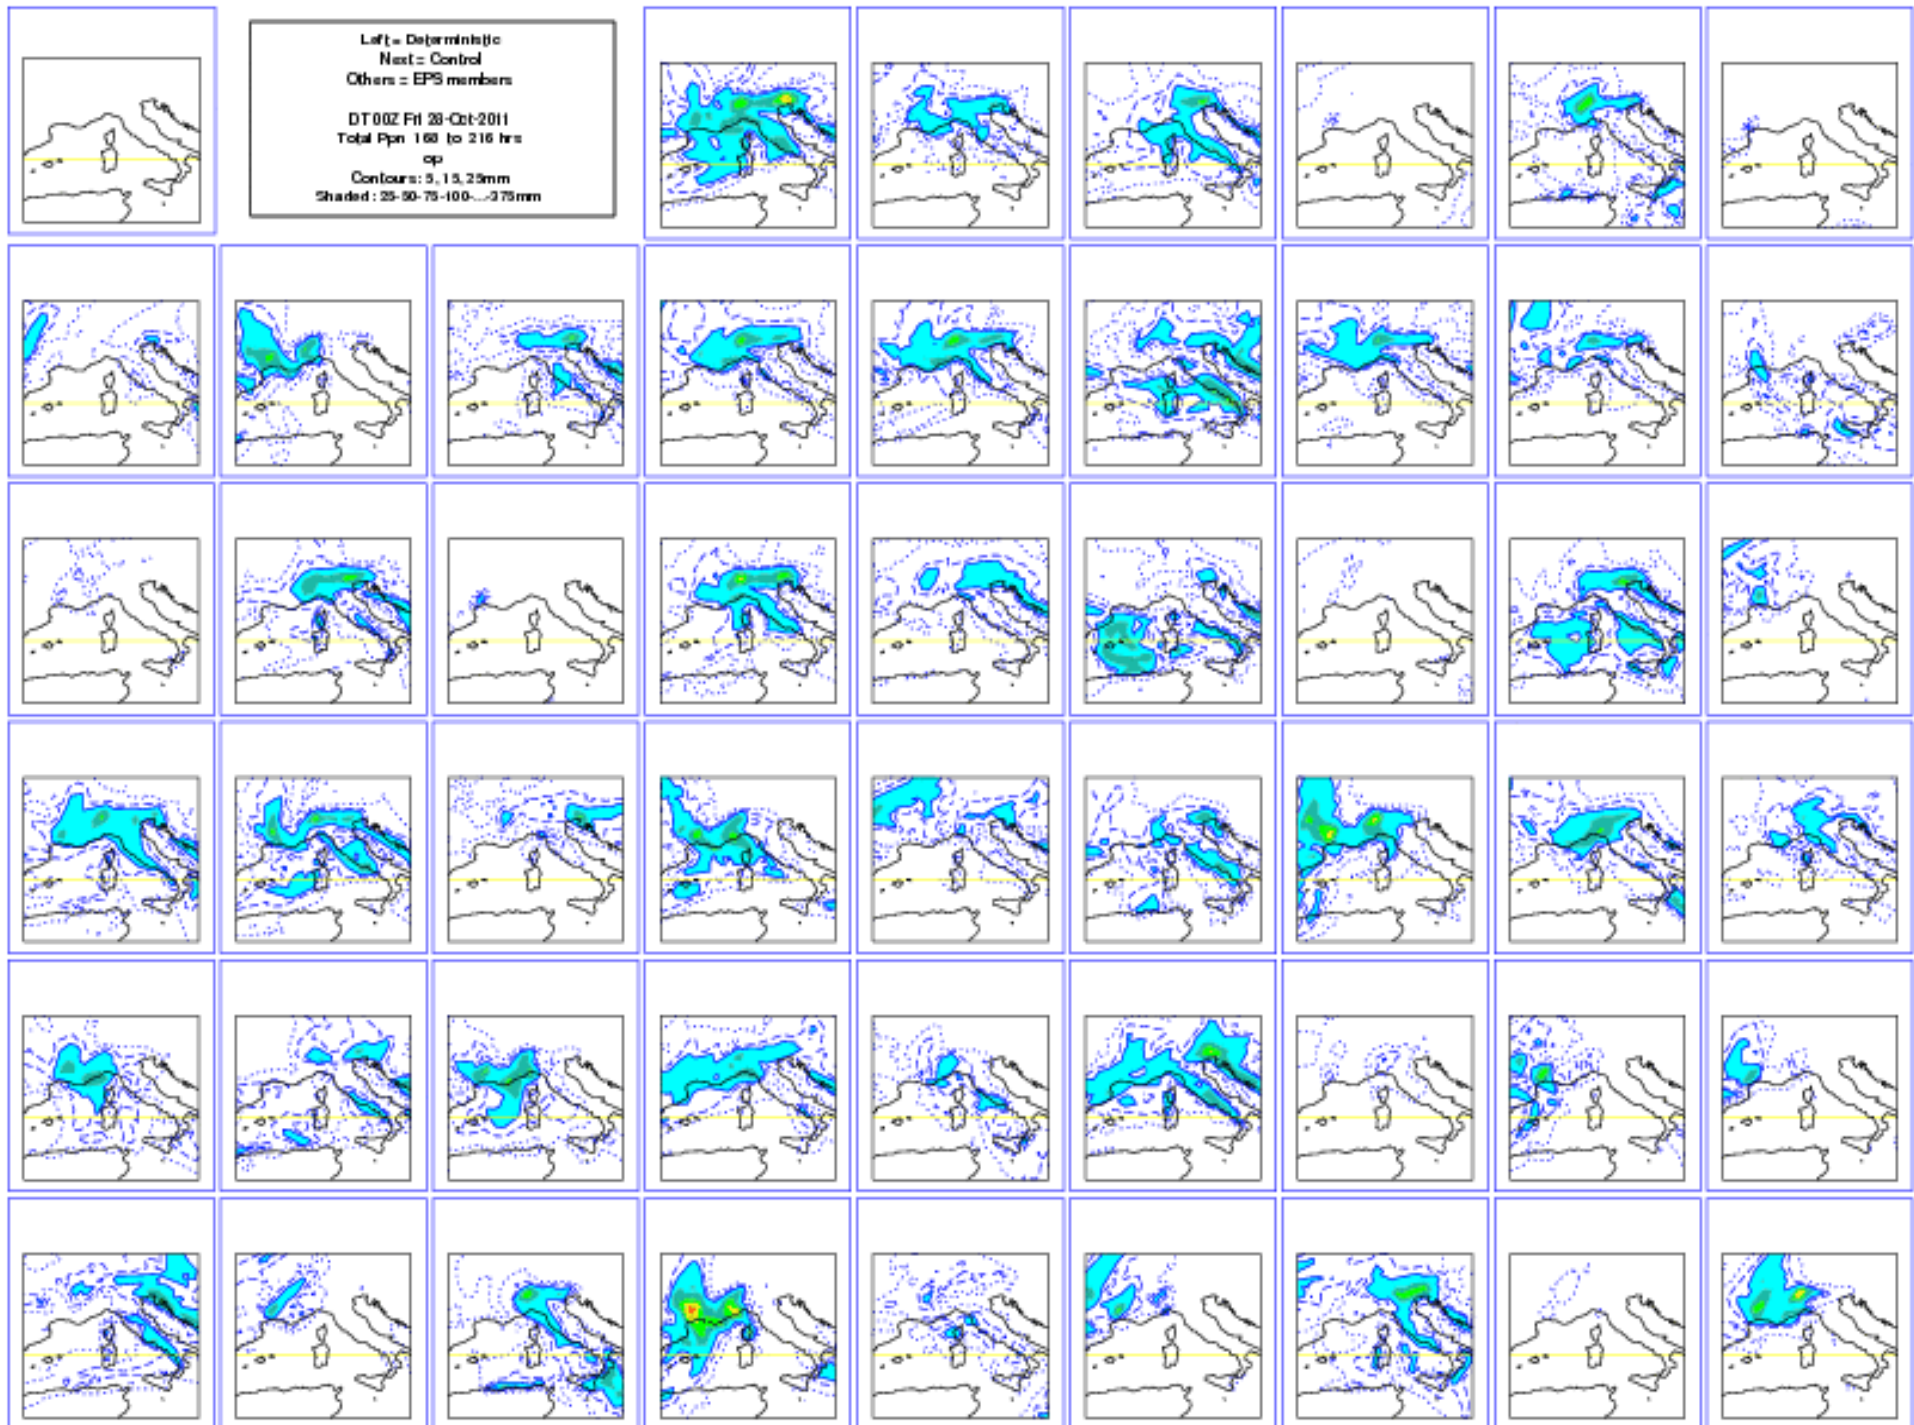 Left = Deterministic
Next = Control
Others = EPS members
DT 00Z Fri 28-Oct-2011
Total Ppn 168 to 216 hrs
op
Contours: 5, 15, 25mm
Shaded: 25-50-75-100-...-375mm